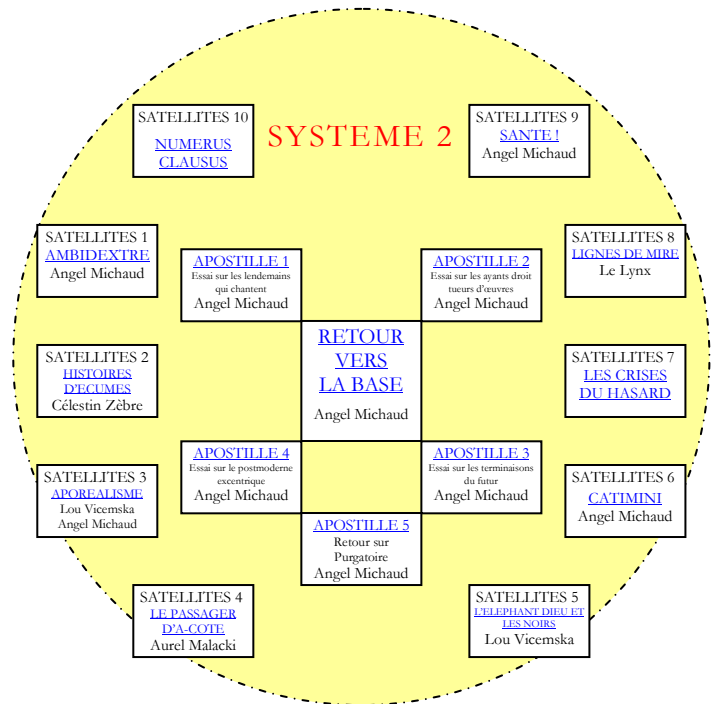 SATELLITES 10
NUMERUS
CLAUSUS
SYSTEME 2
SATELLITES 9
SANTE !
Angel Michaud
SATELLITES 1
AMBIDEXTRE
Angel Michaud
APOSTILLE 1
Essai sur les lendemains
qui chantent
Angel Michaud
APOSTILLE 2
Essai sur les ayants droit
tueurs d'œuvres
Angel Michaud
SATELLITES 8
LIGNES DE MIRE
Le Lynx
RETOUR
VERS
LA BASE
Angel Michaud
SATELLITES 2
HISTOIRES
D'ECUMES
Célestin Zèbre
SATELLITES 7
LES CRISES
DU HASARD
SATELLITES 3
APOREALISME
Lou Vicemska
Angel Michaud
APOSTILLE 4
Essai sur le postmoderne
excentrique
Angel Michaud
APOSTILLE 3
Essai sur les terminaisons
du futur
Angel Michaud
SATELLITES 6
CATIMINI
Angel Michaud
APOSTILLE 5
Retour sur
Purgatoire
Angel Michaud
SATELLITES 4
LE PASSAGER
D'A-COTE
Aurel Malacki
SATELLITES 5
L'ELEPHANT DIEU ET
LES NOIRS
Lou Vicemska